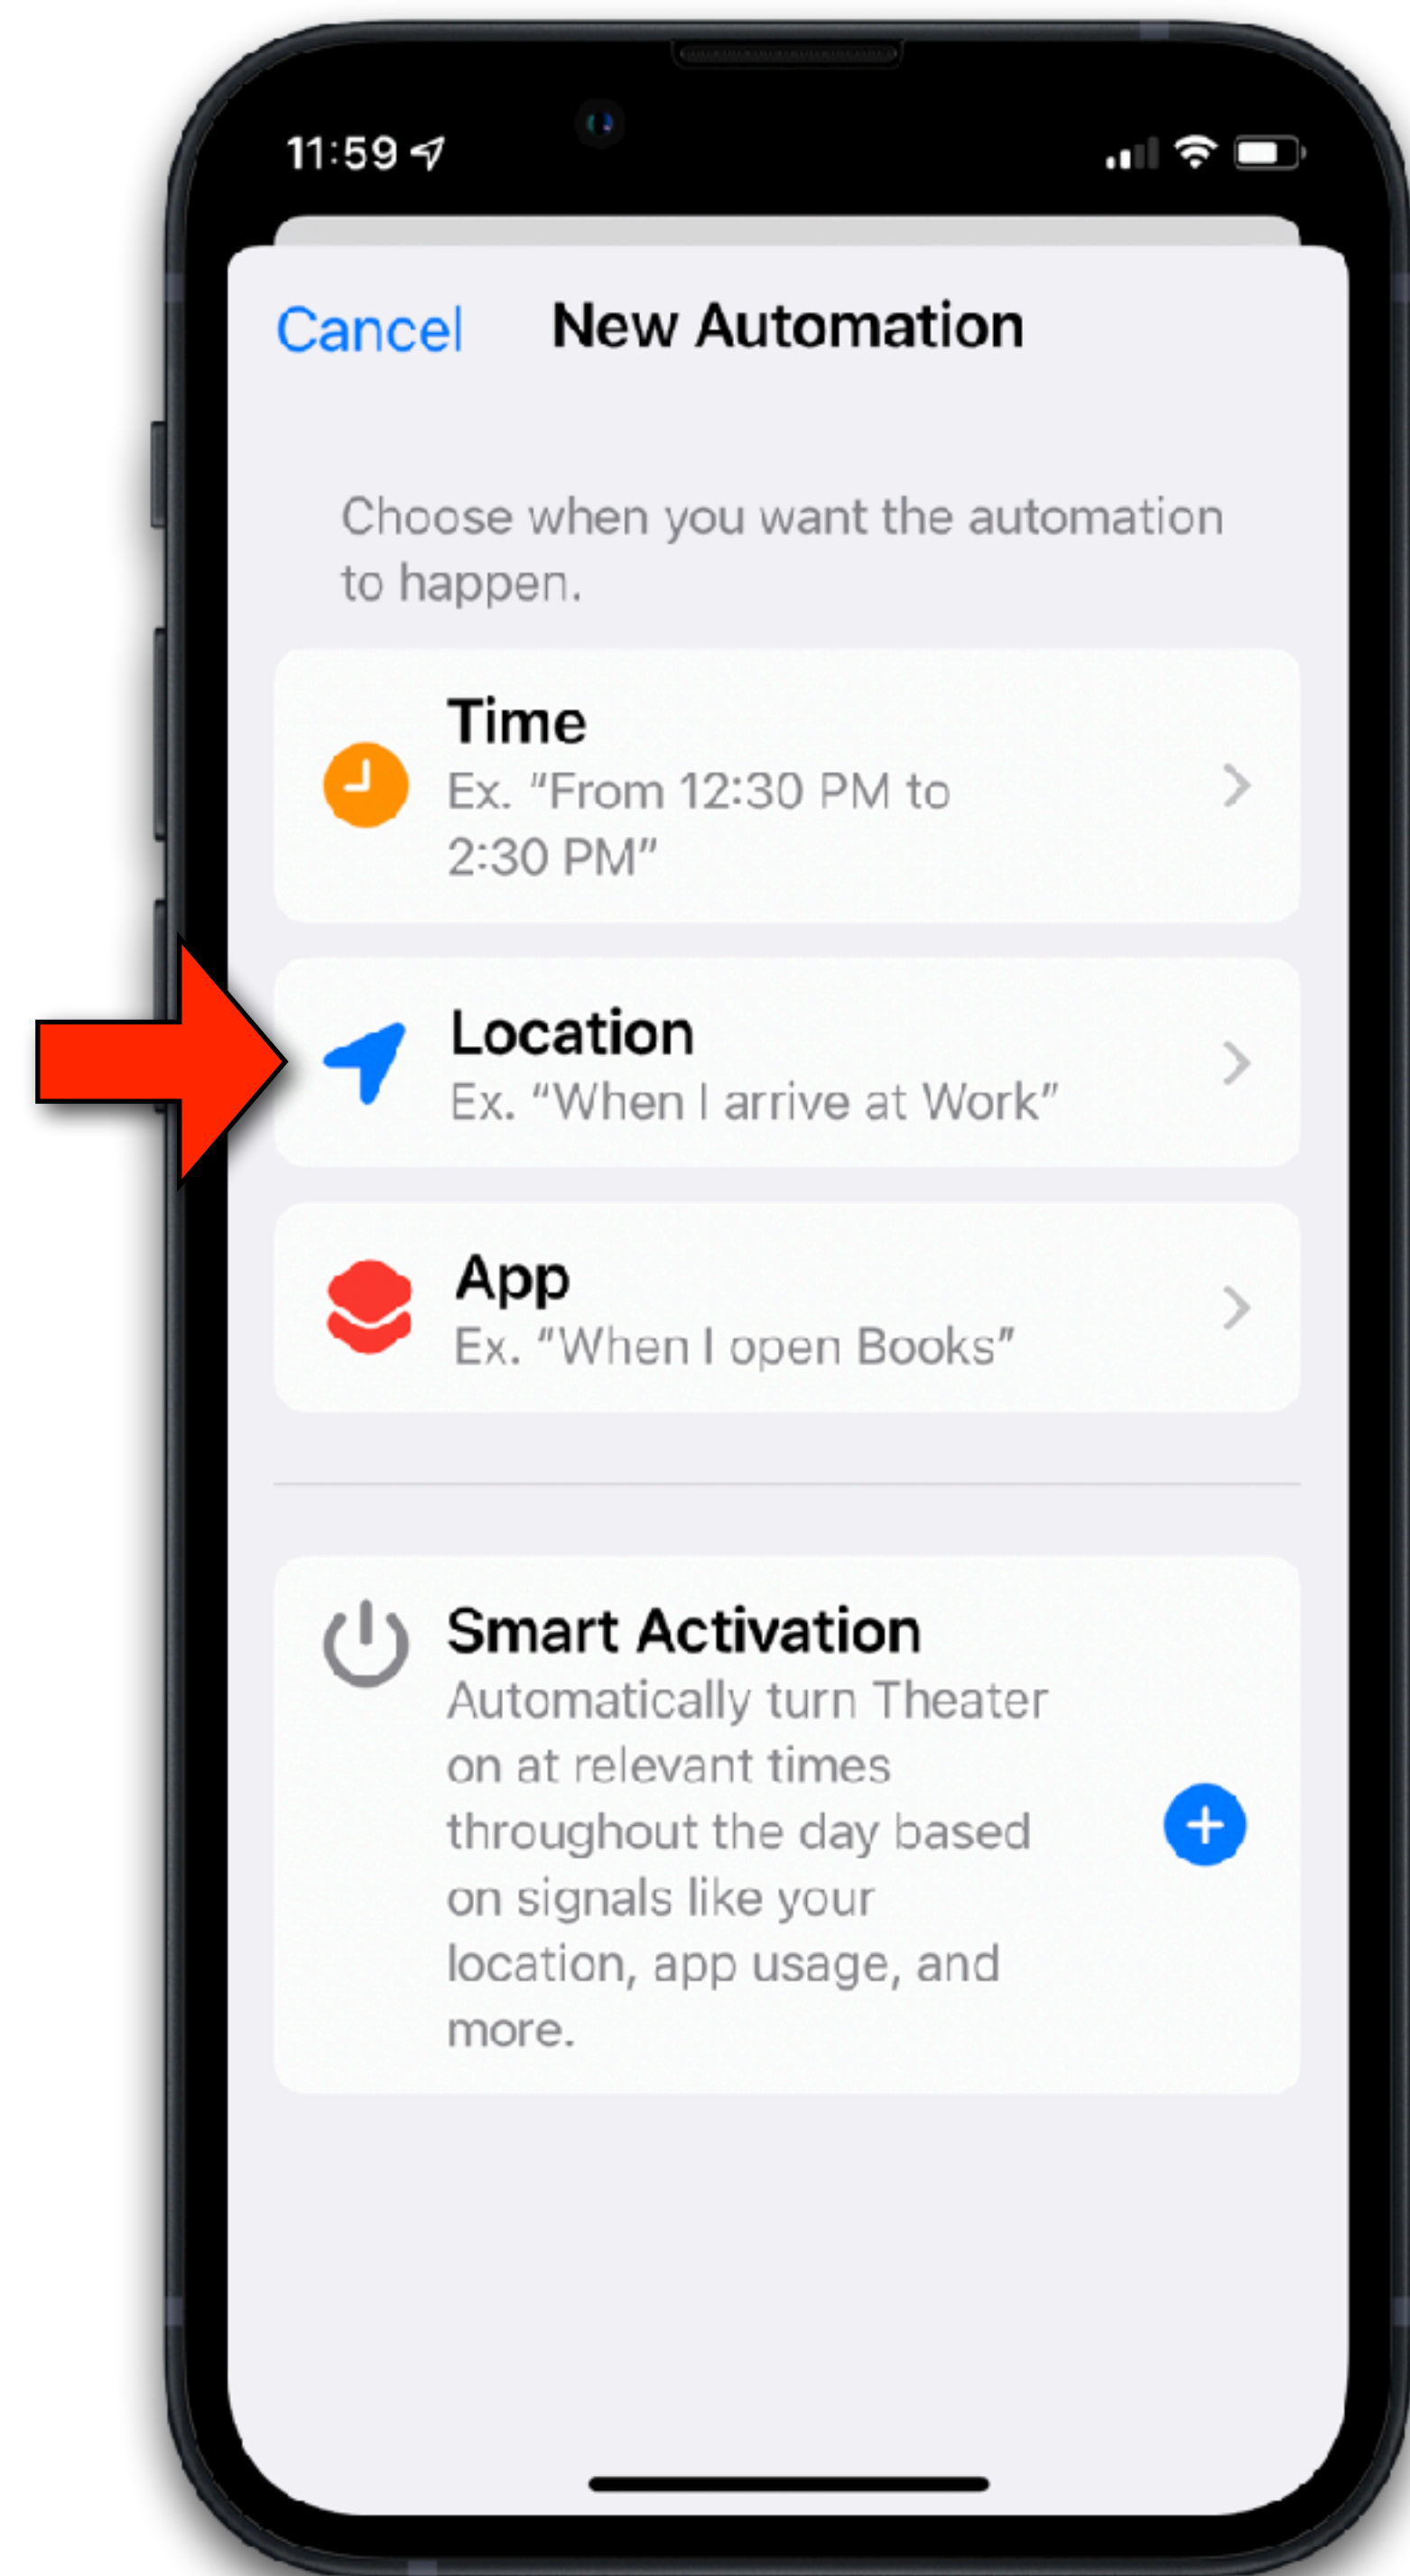 11:59
Cancel
New Automation
Choose when you want the automation
to happen.
Time
Ex. "From 12:30 PM to
2:30 PM"
Location
Ex. "When I arrive at Work"
App
Ex. "When I open Books"
Smart Activation
Automatically turn Theater
on at relevant times
throughout the day based
on signals like your
location, app usage, and
more.